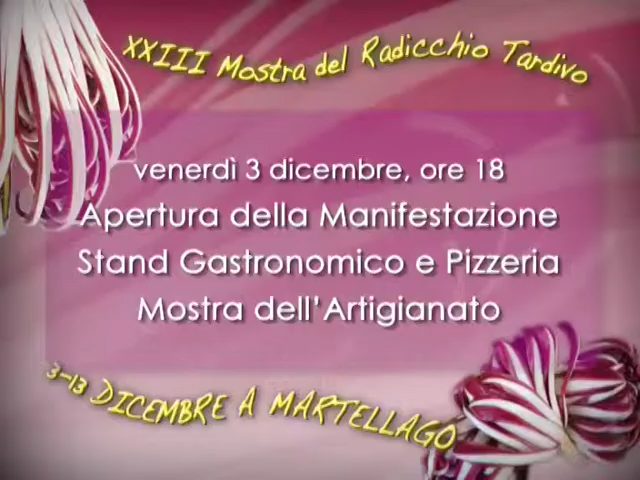 XXIII Mostra del Radicchio Tardivo
venerdì 3 dicembre, ore 18
Apertura della Manifestazione
Stand Gastronomico e Pizzeria
Mostra dell'Artigianato
3-13 DICEMBRE A MARTELLAGO